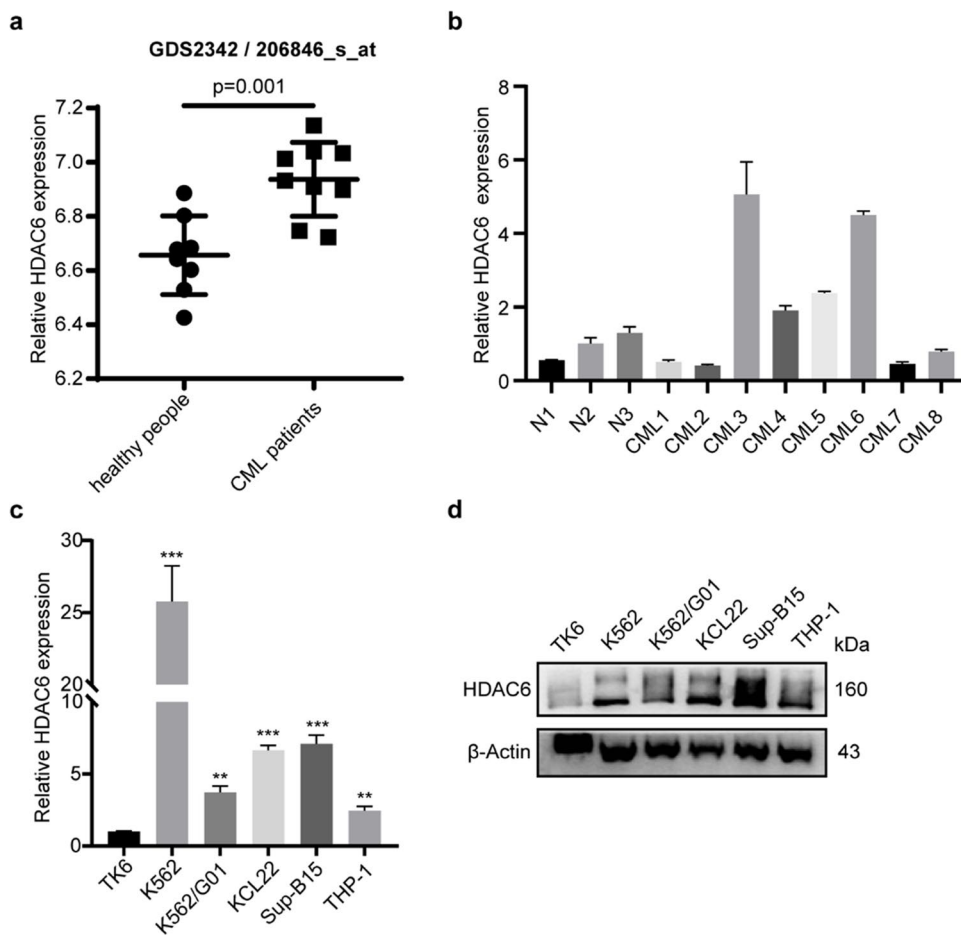 a
GDS2342 / 206846_s_at
p=0.001
Relative HDAC6 expression
7.2
7.0
6.8
6.6
6.4
6.2
healthy people
CML patients
b
Relative HDAC6 expression
8
6
4
2
0
N1
N2
N3
CML1
CML2
CML3
CML4
CML5
CML6
CML7
CML8
c
Relative HDAC6 expression
30
25
20
10
5
0
***
**
***
***
**
TK6
K562
K562/G01
KCL22
Sup-B15
THP-1
d
TK6
K562
K562/G01
KCL22
Sup-B15
THP-1
kDa
HDAC6
160
β-Actin
43